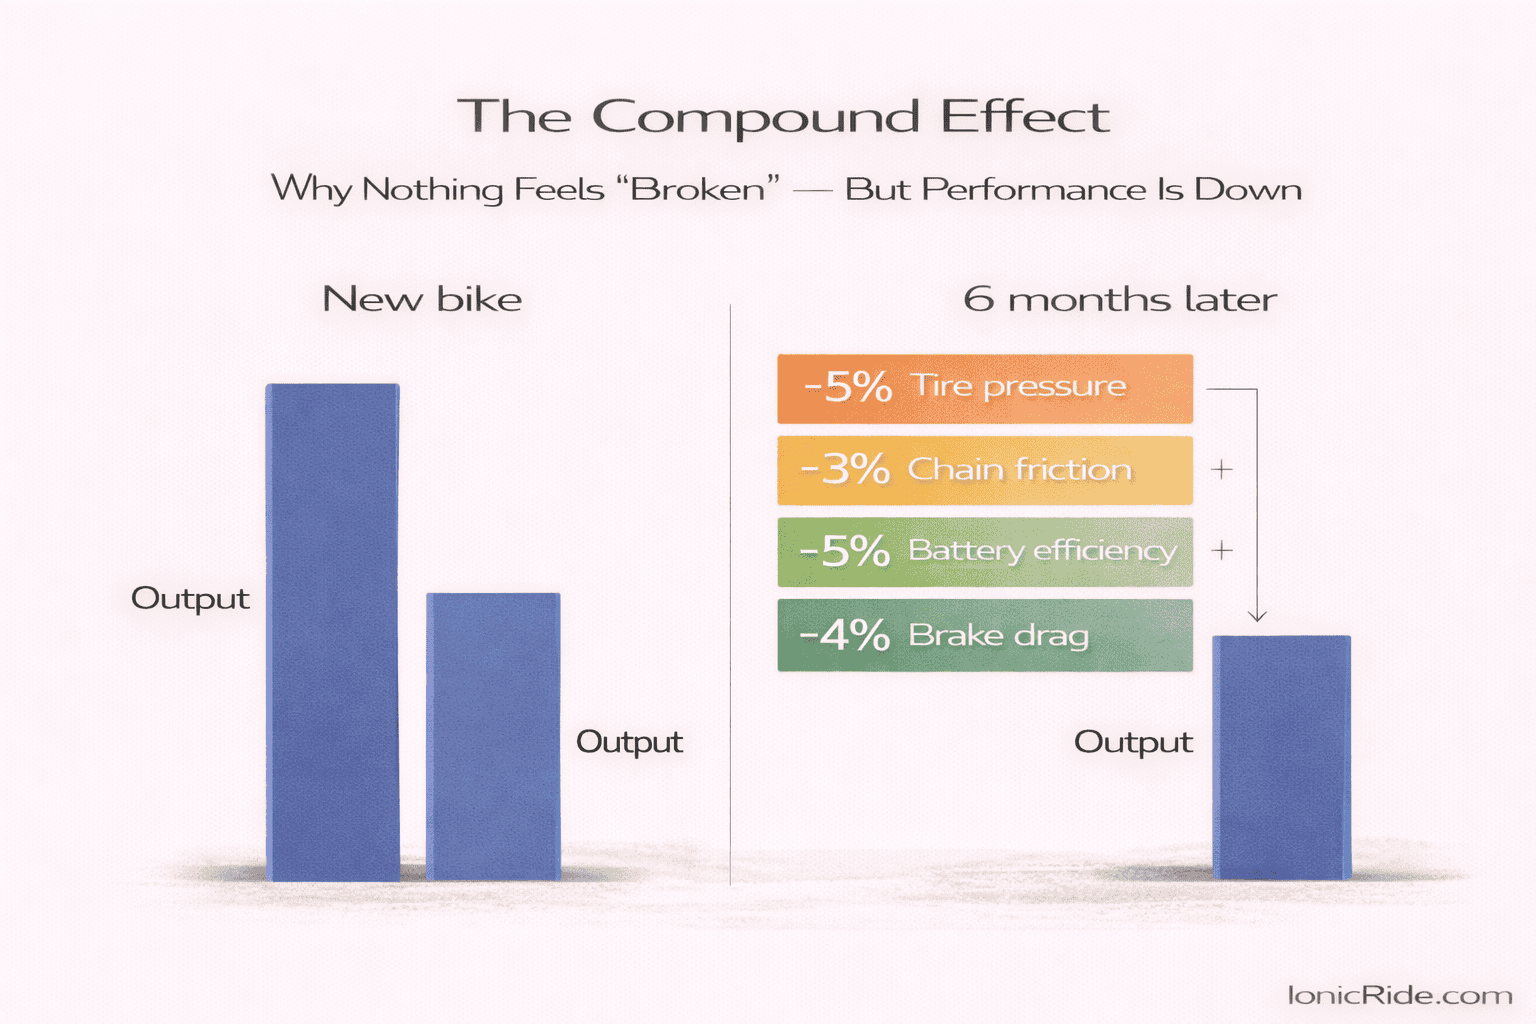 The Compound Effect
Why Nothing Feels “Broken” — But Performance Is Down
New bike
Output
Output
6 months later
-5% Tire pressure
-3% Chain friction +
-5% Battery efficiency +
-4% Brake drag
Output
IonicRide.com